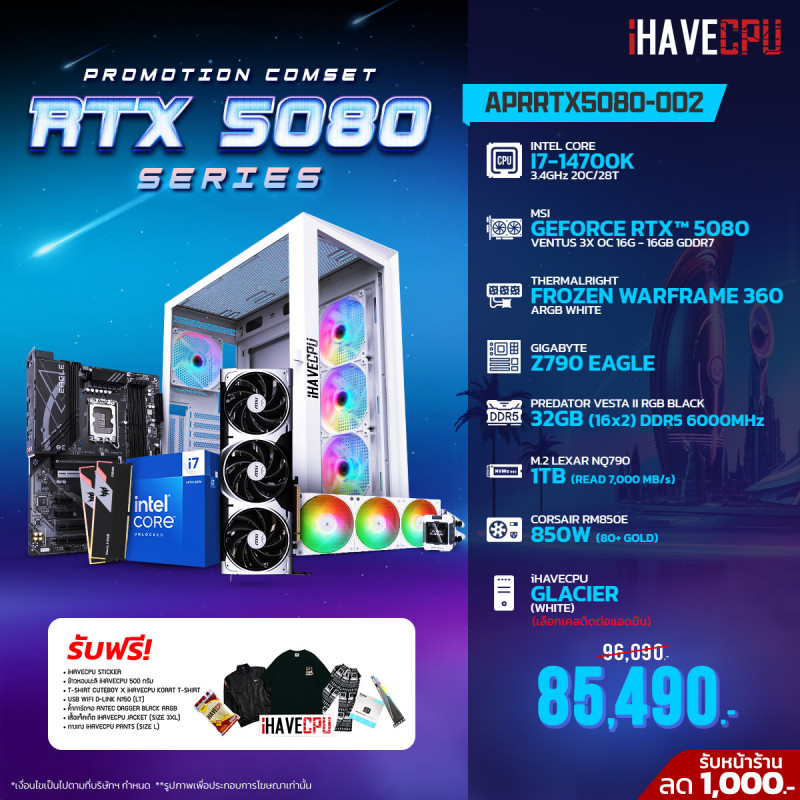 iHAVECPU
PROMOTION COMSET
RTX 5080
SERIES
APRRTX5080-002
CPU
INTEL CORE
I7-14700K
3.4GHz 20C/28T
MSI
GEFORCE RTX™ 5080
VENTUS 3X OC 16G - 16GB GDDR7
THERMALRIGHT
FROZEN WARFRAME 360
ARGB WHITE
GIGABYTE
Z790 EAGLE
DDR5
PREDATOR VESTA II RGB BLACK
32GB (16x2) DDR5 6000MHz
NVMe SSD
M.2 LEXAR NQ790
1TB (READ 7,000 MB/s)
CORSAIR RM850E
850W (80+ GOLD)
iHAVECPU
GLACIER
(WHITE)
(เลือกเคสติดต่อแอดมิน)
96,090.-
85,490.-
รับหน้าร้าน
ลด 1,000.-
iHAVECPU
EAGLE
i7
intel
CORE
UNLOCKED
msi
msi
msi
รับฟรี!
• iHAVECPU STICKER
• ข้าวหอมมะลิ iHAVECPU 500 กรัม
• T-SHIRT CUTEBOY X iHAVECPU KORAT T-SHIRT
• USB WIFI D-LINK N150 (LT)
• ค้ำการ์ดจอ ANTEC DAGGER BLACK ARGB
• เสื้อแจ็คเก็ต iHAVECPU JACKET (SIZE 3XL)
• กางเกง iHAVECPU PANTS (SIZE L)
iHAVECPU
*เงื่อนไขเป็นไปตามที่บริษัทฯ กำหนด **รูปภาพเพื่อประกอบการโฆษณาเท่านั้น